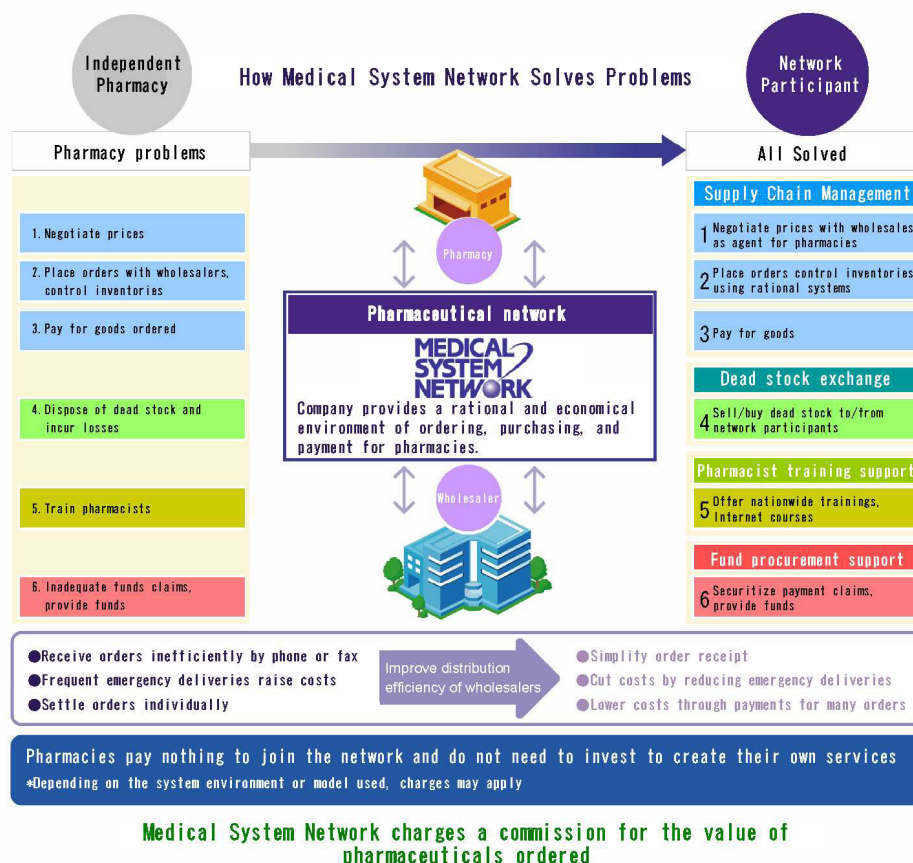 Independent
Pharmacy
How Medical System Network Solves Problems
Network
Participant
Pharmacy problems
All Solved
1. Negotiate prices
2. Place orders with wholesalers,
control inventories
3. Pay for goods ordered
4. Dispose of dead stock and
incur losses
5. Train pharmacists
6. Inadequate funds claims,
provide funds
Pharmacy
Pharmaceutical network
MEDICAL
SYSTEM
NETWORK
Company provides a rational and economical
environment of ordering, purchasing, and
payment for pharmacies.
Wholesaler
Supply Chain Management
1 Negotiate prices with wholesales
as agent for pharmacies
2 Place orders control inventories
using rational systems
3 Pay for goods
Dead stock exchange
4 Sell/buy dead stock to/from
network participants
Pharmacist training support
5 Offer nationwide trainings,
Internet courses
Fund procurement support
6 Securitize payment claims,
provide funds
●Receive orders inefficiently by phone or fax
●Frequent emergency deliveries raise costs
●Settle orders individually
Improve distribution
efficiency of wholesalers
●Simplify order receipt
●Cut costs by reducing emergency deliveries
●Lower costs through payments for many orders
Pharmacies pay nothing to join the network and do not need to invest to create their own services
*Depending on the system environment or model used, charges may apply
Medical System Network charges a commission for the value of
pharmaceuticals ordered